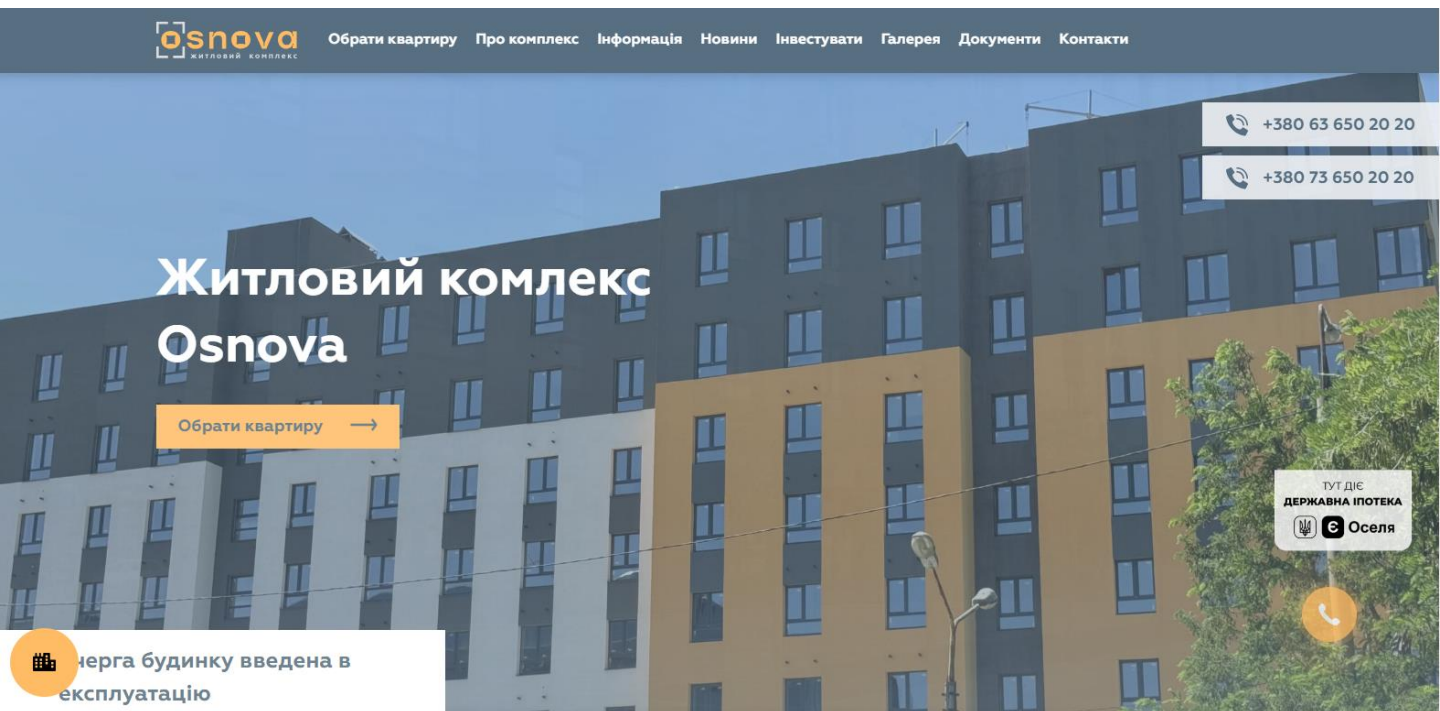 osnova
житловий комплекс
Обрати квартиру Про комплекс Інформація Новини Інвестувати Галерея Документи Контакти
+380 63 650 20 20
+380 73 650 20 20
Житловий комлекс
Osnova
Обрати квартиру
ТУТ ДІЄ
ДЕРЖАВНА ІПОТЕКА
Є Оселя
будинку введена в
експлуатацію